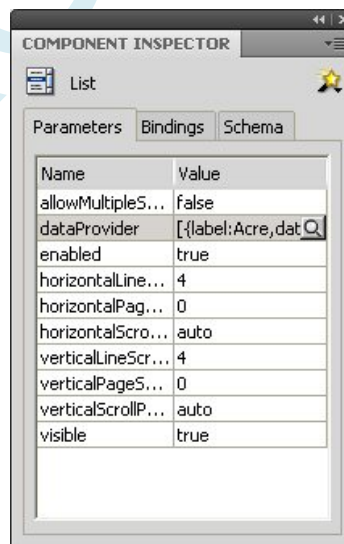 COMPONENT INSPECTOR
List
Parameters Bindings Schema
Name Value
allowMultipleS... false
dataProvider [{label:Acre,dat
enabled true
horizontalLine... 4
horizontalPag... 0
horizontalScro... auto
verticalLineScr... 4
verticalPageS... 0
verticalScrollP... auto
visible true